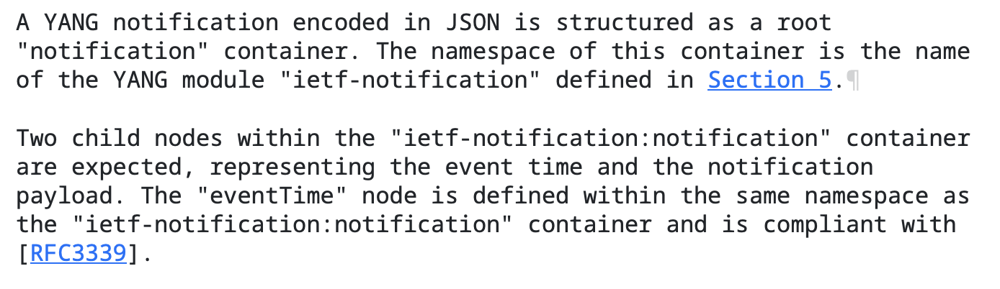 A YANG notification encoded in JSON is structured as a root
"notification" container. The namespace of this container is the name
of the YANG module "ietf-notification" defined in Section 5.¶
Two child nodes within the "ietf-notification:notification" container
are expected, representing the event time and the notification
payload. The "eventTime" node is defined within the same namespace as
the "ietf-notification:notification" container and is compliant with
[RFC3339].